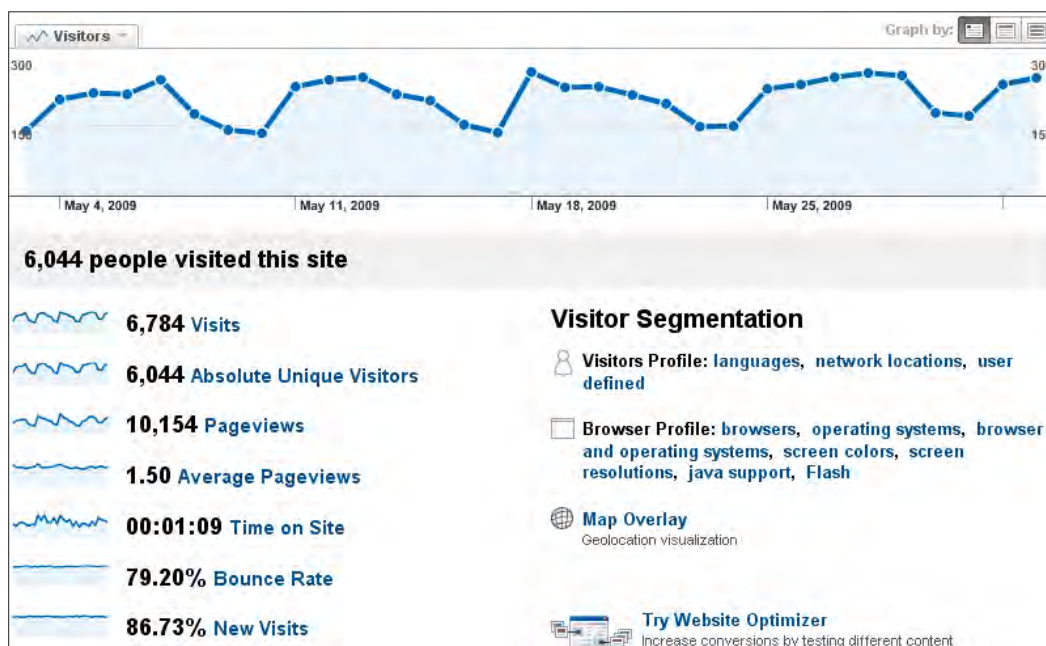 Visitors
Graph by:
300
30
150
15
May 4, 2009 May 11, 2009 May 18, 2009 May 25, 2009
6,044 people visited this site
6,784 Visits
6,044 Absolute Unique Visitors
10,154 Pageviews
1.50 Average Pageviews
00:01:09 Time on Site
79.20% Bounce Rate
86.73% New Visits
Visitor Segmentation
Visitors Profile: languages, network locations, user
defined
Browser Profile: browsers, operating systems, browser
and operating systems, screen colors, screen
resolutions, java support, Flash
Map Overlay
Geolocation visualization
Try Website Optimizer
Increase conversions by testing different content